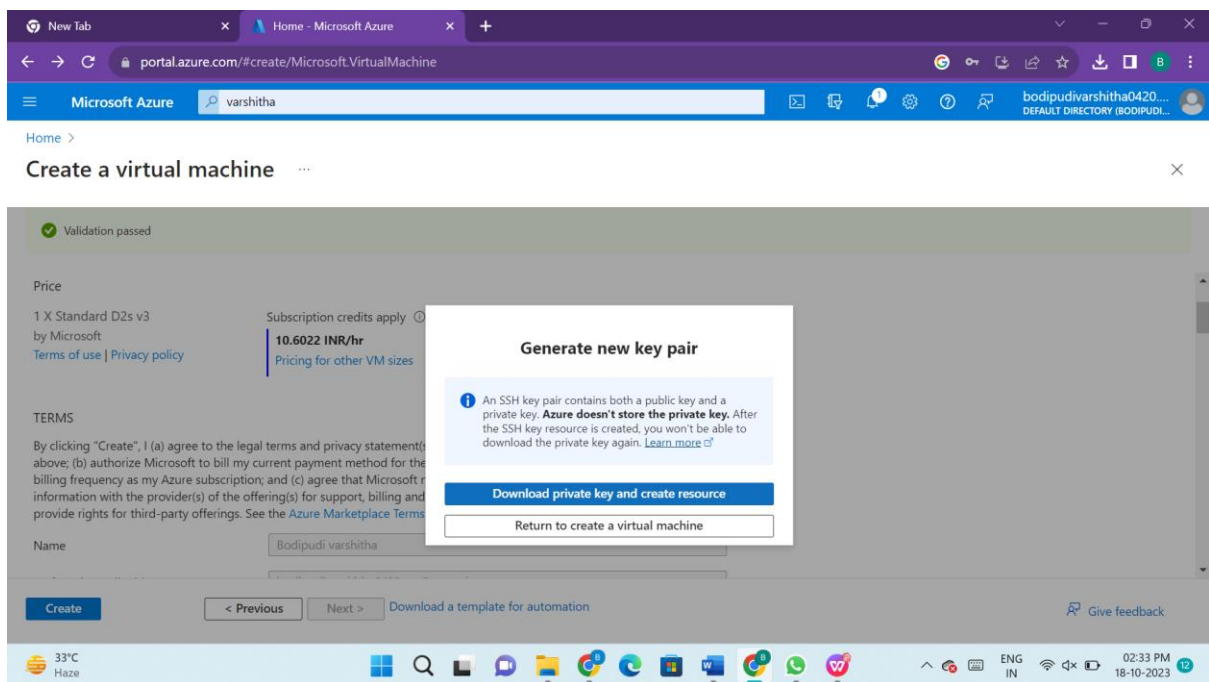 New Tab
Home - Microsoft Azure
portal.azure.com/#create/Microsoft.VirtualMachine
B
Microsoft Azure
varshitha
1
bodipudivarshitha0420....
DEFAULT DIRECTORY (BODIPUDI...
Home >
Create a virtual machine ...
Validation passed
Price
1 X Standard D2s v3
by Microsoft
Terms of use | Privacy policy
Subscription credits apply
10.6022 INR/hr
Pricing for other VM sizes
TERMS
By clicking "Create", I (a) agree to the legal terms and privacy statement(s
above; (b) authorize Microsoft to bill my current payment method for the
billing frequency as my Azure subscription; and (c) agree that Microsoft
information with the provider(s) of the offering(s) for support, billing and
provide rights for third-party offerings. See the Azure Marketplace Terms
Name
Bodipudi varshitha
Generate new key pair
An SSH key pair contains both a public key and a
private key. Azure doesn't store the private key. After
the SSH key resource is created, you won't be able to
download the private key again. Learn more
Download private key and create resource
Return to create a virtual machine
Create
< Previous
Next >
Download a template for automation
Give feedback
33°C
Haze
ENG
IN
02:33 PM
18-10-2023
12